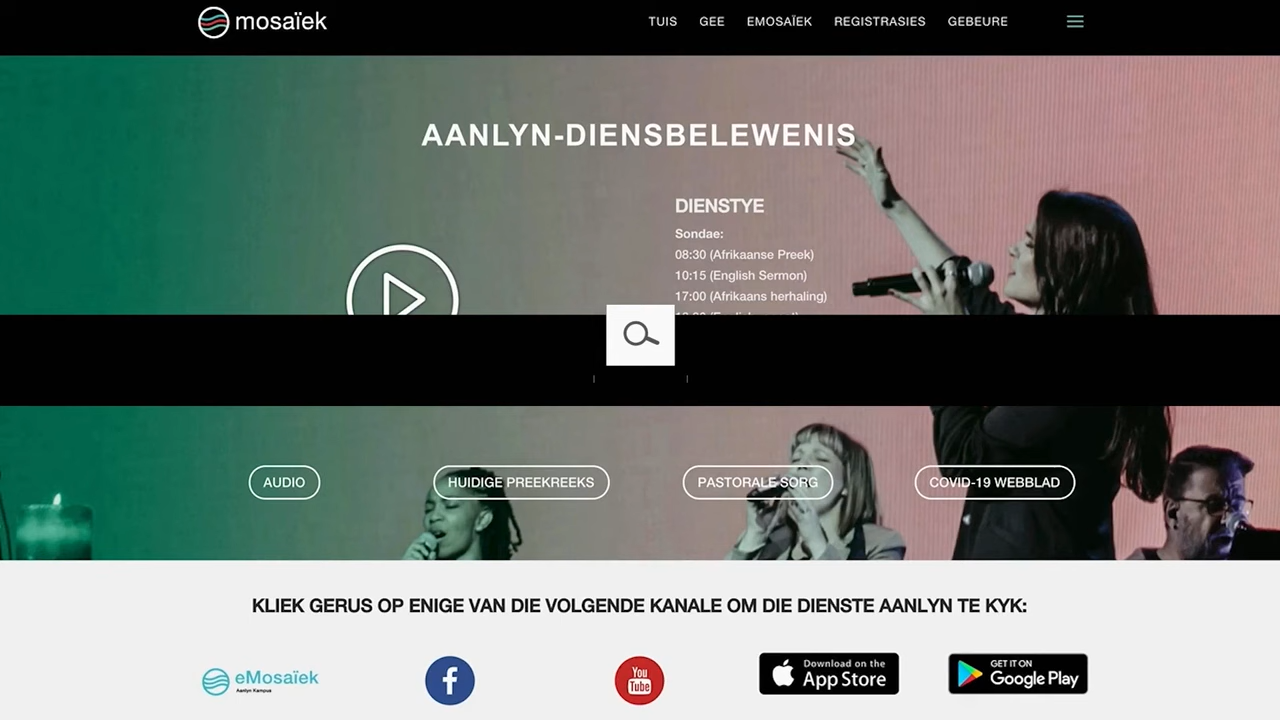 mosaïek
TUIS GEE EMOSAÏEK REGISTRASIES GEBEURE
AANLYN-DIENSBELEWENIS
DIENSTYE
Sondae:
08:30 (Afrikaanse Preek)
10:15 (English Sermon)
17:00 (Afrikaans herhaling)
AUDIO
HUIDIGE PREEKREEKS
PASTORALE SORG
COVID-19 WEBBLAD
KLIEK GERUS OP ENIGE VAN DIE VOLGENDE KANALE OM DIE DIENSTE AANLYN TE KYK:
eMosaïek
Aanlyn Kampus
f
You
Tube
Download on the
App Store
GET IT ON
Google Play